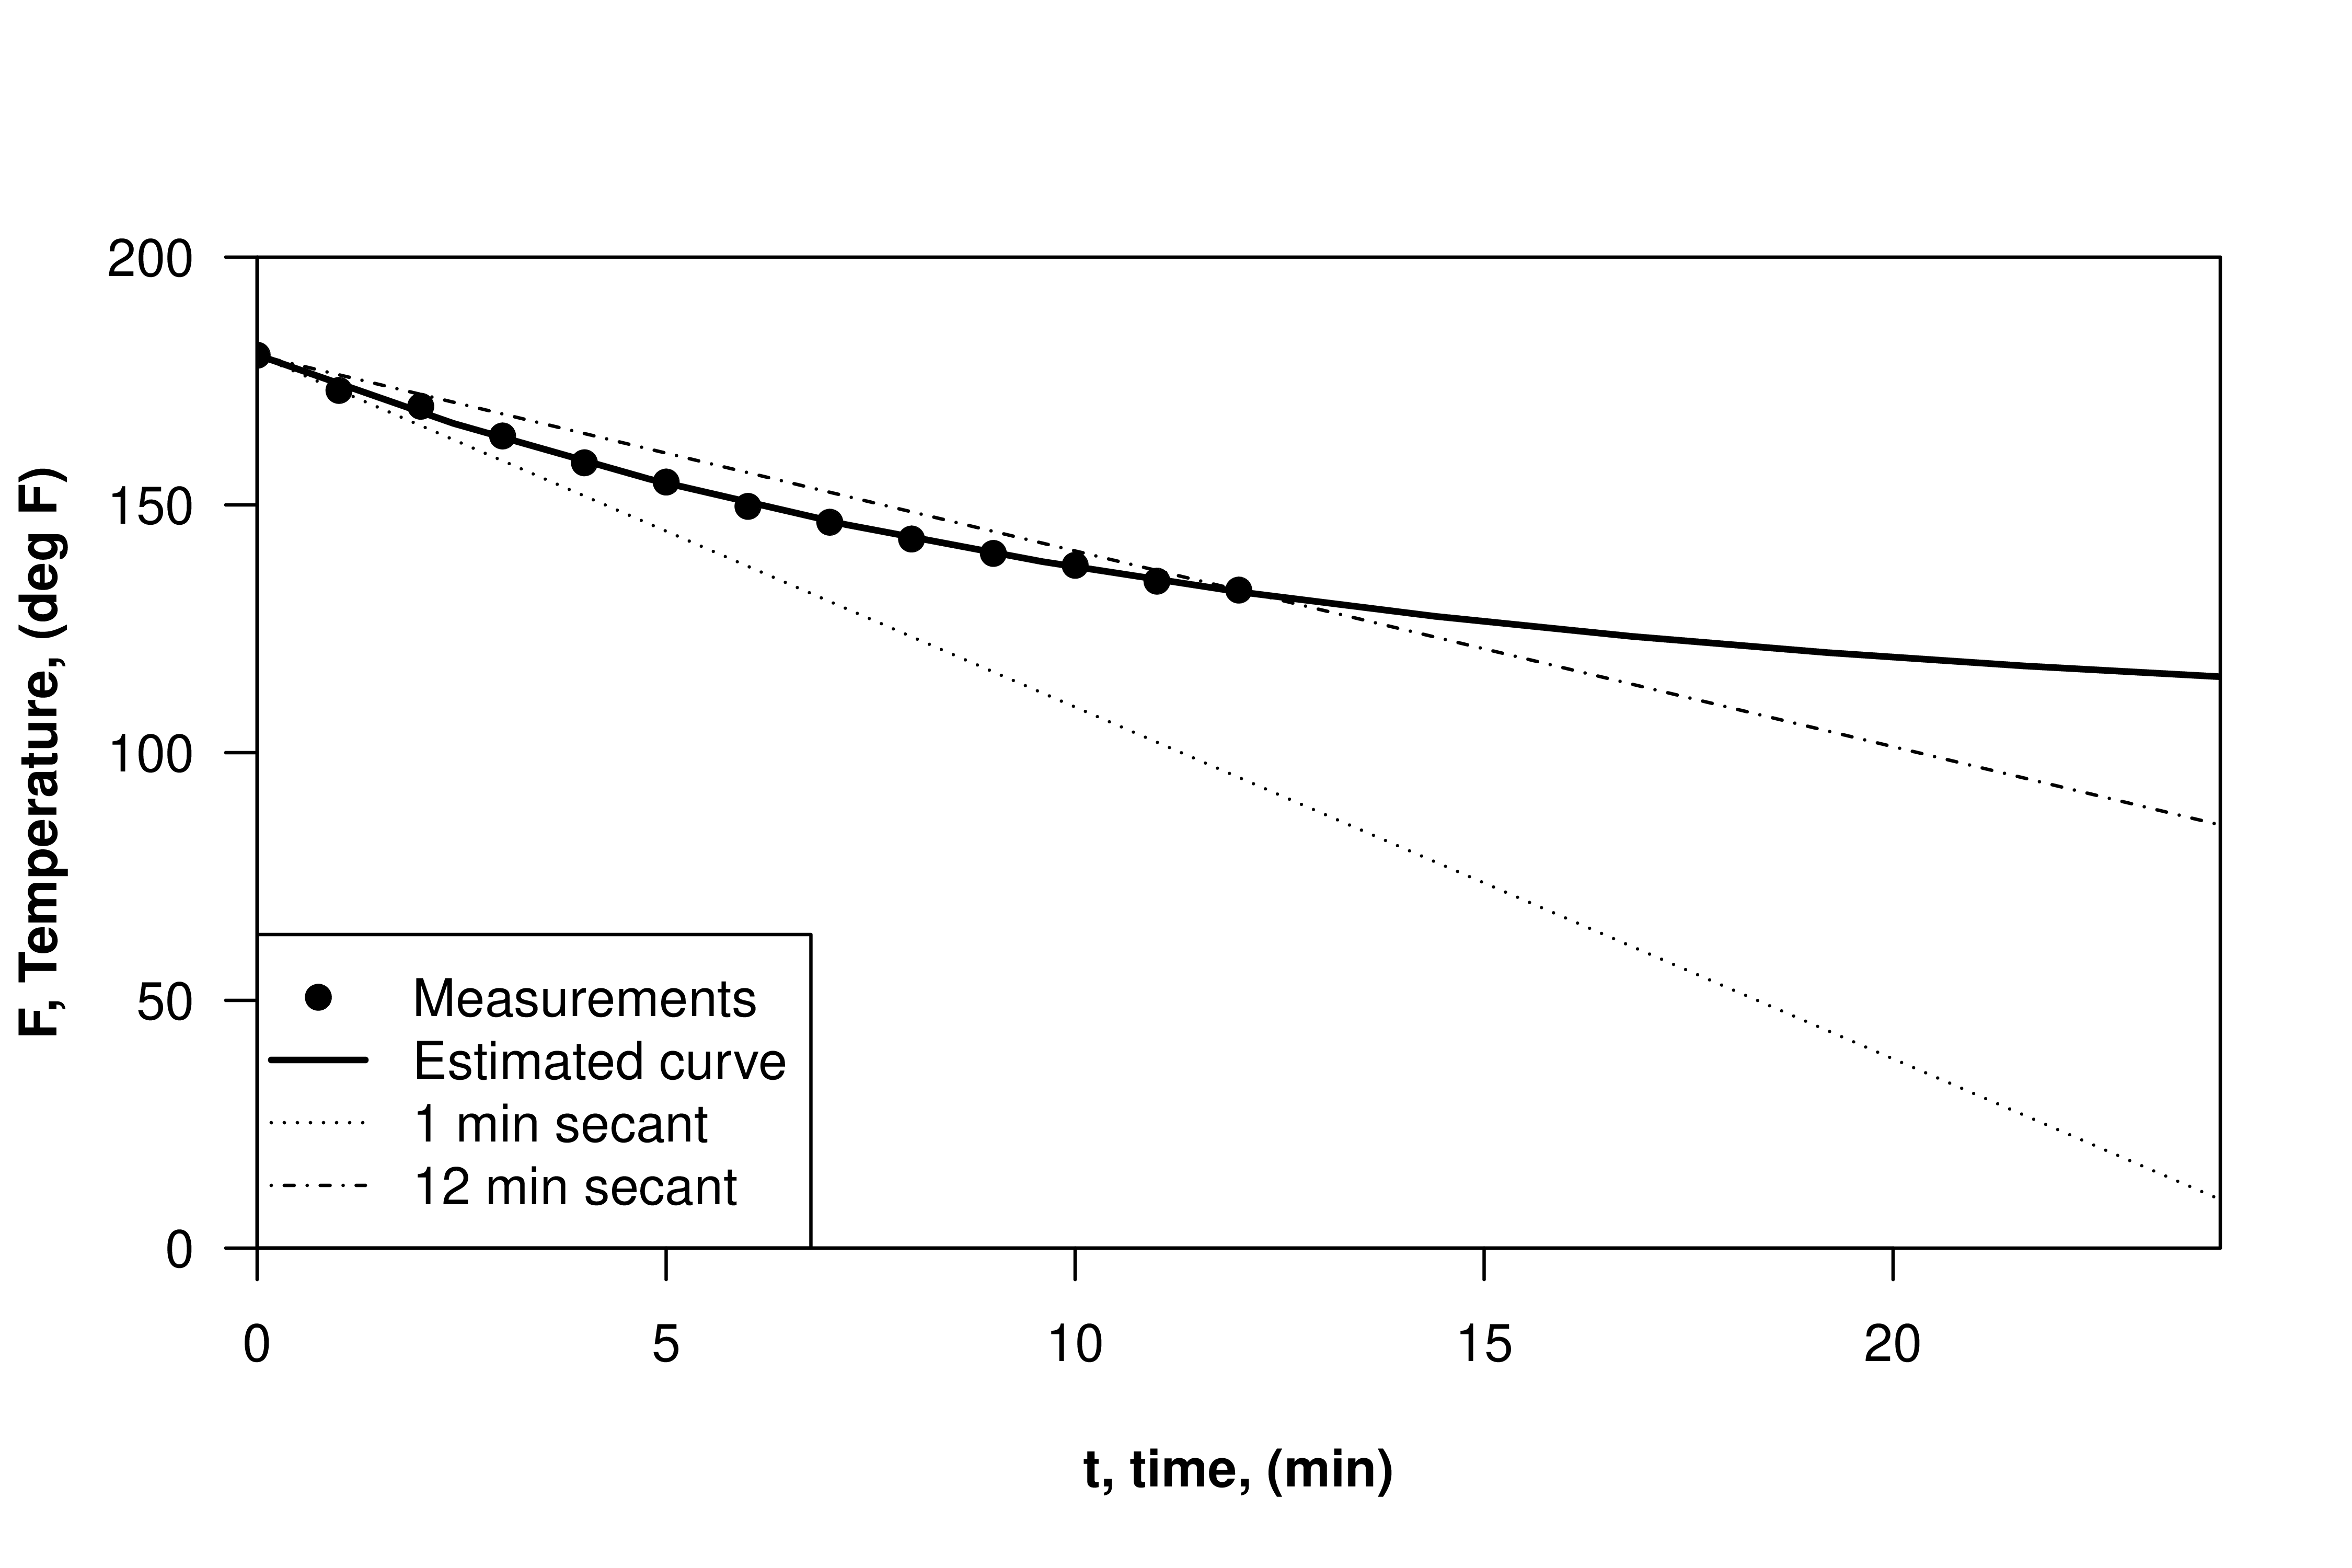 200
150
100
50
0
F, Temperature, (deg F)
Measurements
Estimated curve
1 min secant
12 min secant
0 5 10 15 20
t, time, (min)